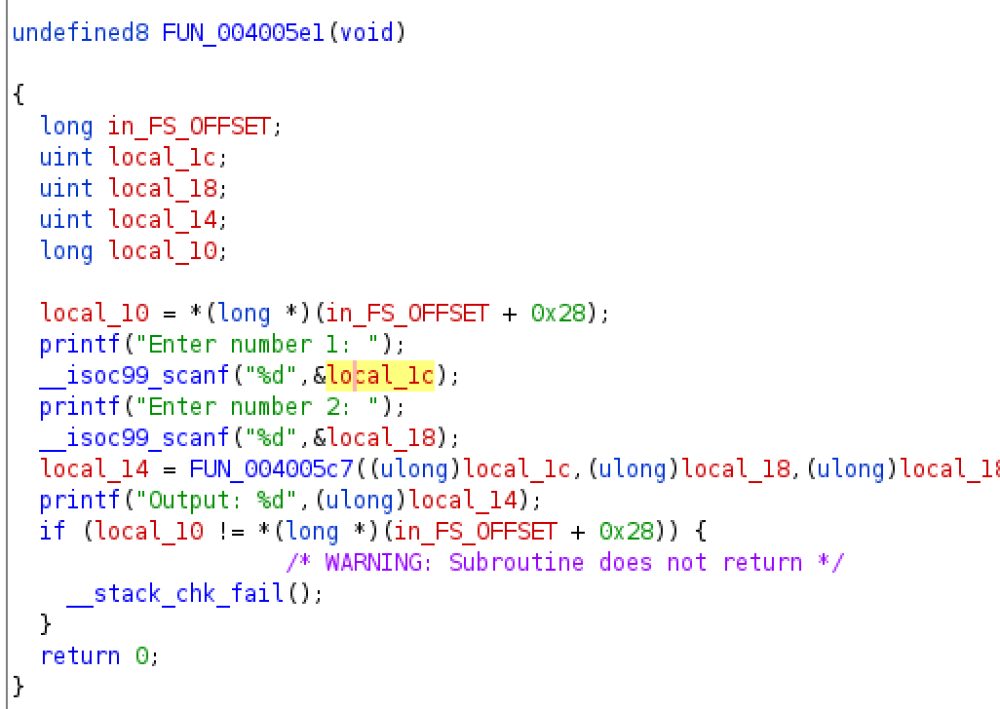 undefined8 FUN_004005e1(void)
{
long in_FS_OFFSET;
uint local_1c;
uint local_18;
uint local_14;
long local_10;
local_10 = *(long *)(in_FS_OFFSET + 0x28);
printf("Enter number 1: ");
__isoc99_scanf("%d",&local_1c);
printf("Enter number 2: ");
__isoc99_scanf("%d",&local_18);
local_14 = FUN_004005c7((ulong)local_1c,(ulong)local_18,(ulong)local_18
printf("Output: %d",(ulong)local_14);
if (local_10 != *(long *)(in_FS_OFFSET + 0x28)) {
/* WARNING: Subroutine does not return */
__stack_chk_fail();
}
return 0;
}